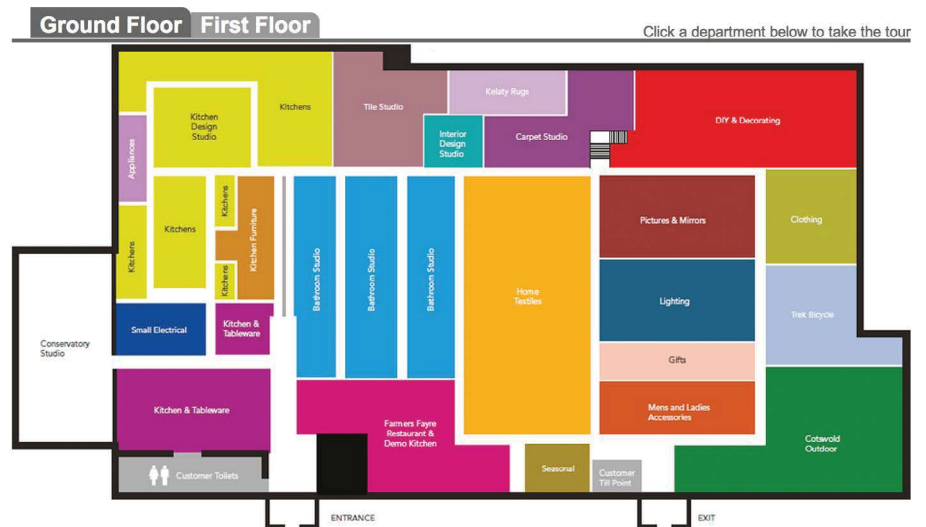 Ground Floor
First Floor
Click a department below to take the tour
Kitchens
Kitchen
Design
Studio
Tile Studio
Kelaty Rugs
Interior
Design
Studio
Carpet Studio
DIY & Decorating
Appliances
Kitchens
Kitchens
Kitchens
Kitchens
Kitchen Furniture
Bathroom Studio
Bathroom Studio
Bathroom Studio
Home
Textiles
Pictures & Mirrors
Clothing
Lighting
Trek Bicycle
Gifts
Mens and Ladies
Accessories
Small Electrical
Kitchen &
Tableware
Conservatory
Studio
Kitchen & Tableware
Farmers Fayre
Restaurant &
Demo Kitchen
Cotswold
Outdoor
Customer Toilets
Seasonal
Customer
Till Point
ENTRANCE
EXIT